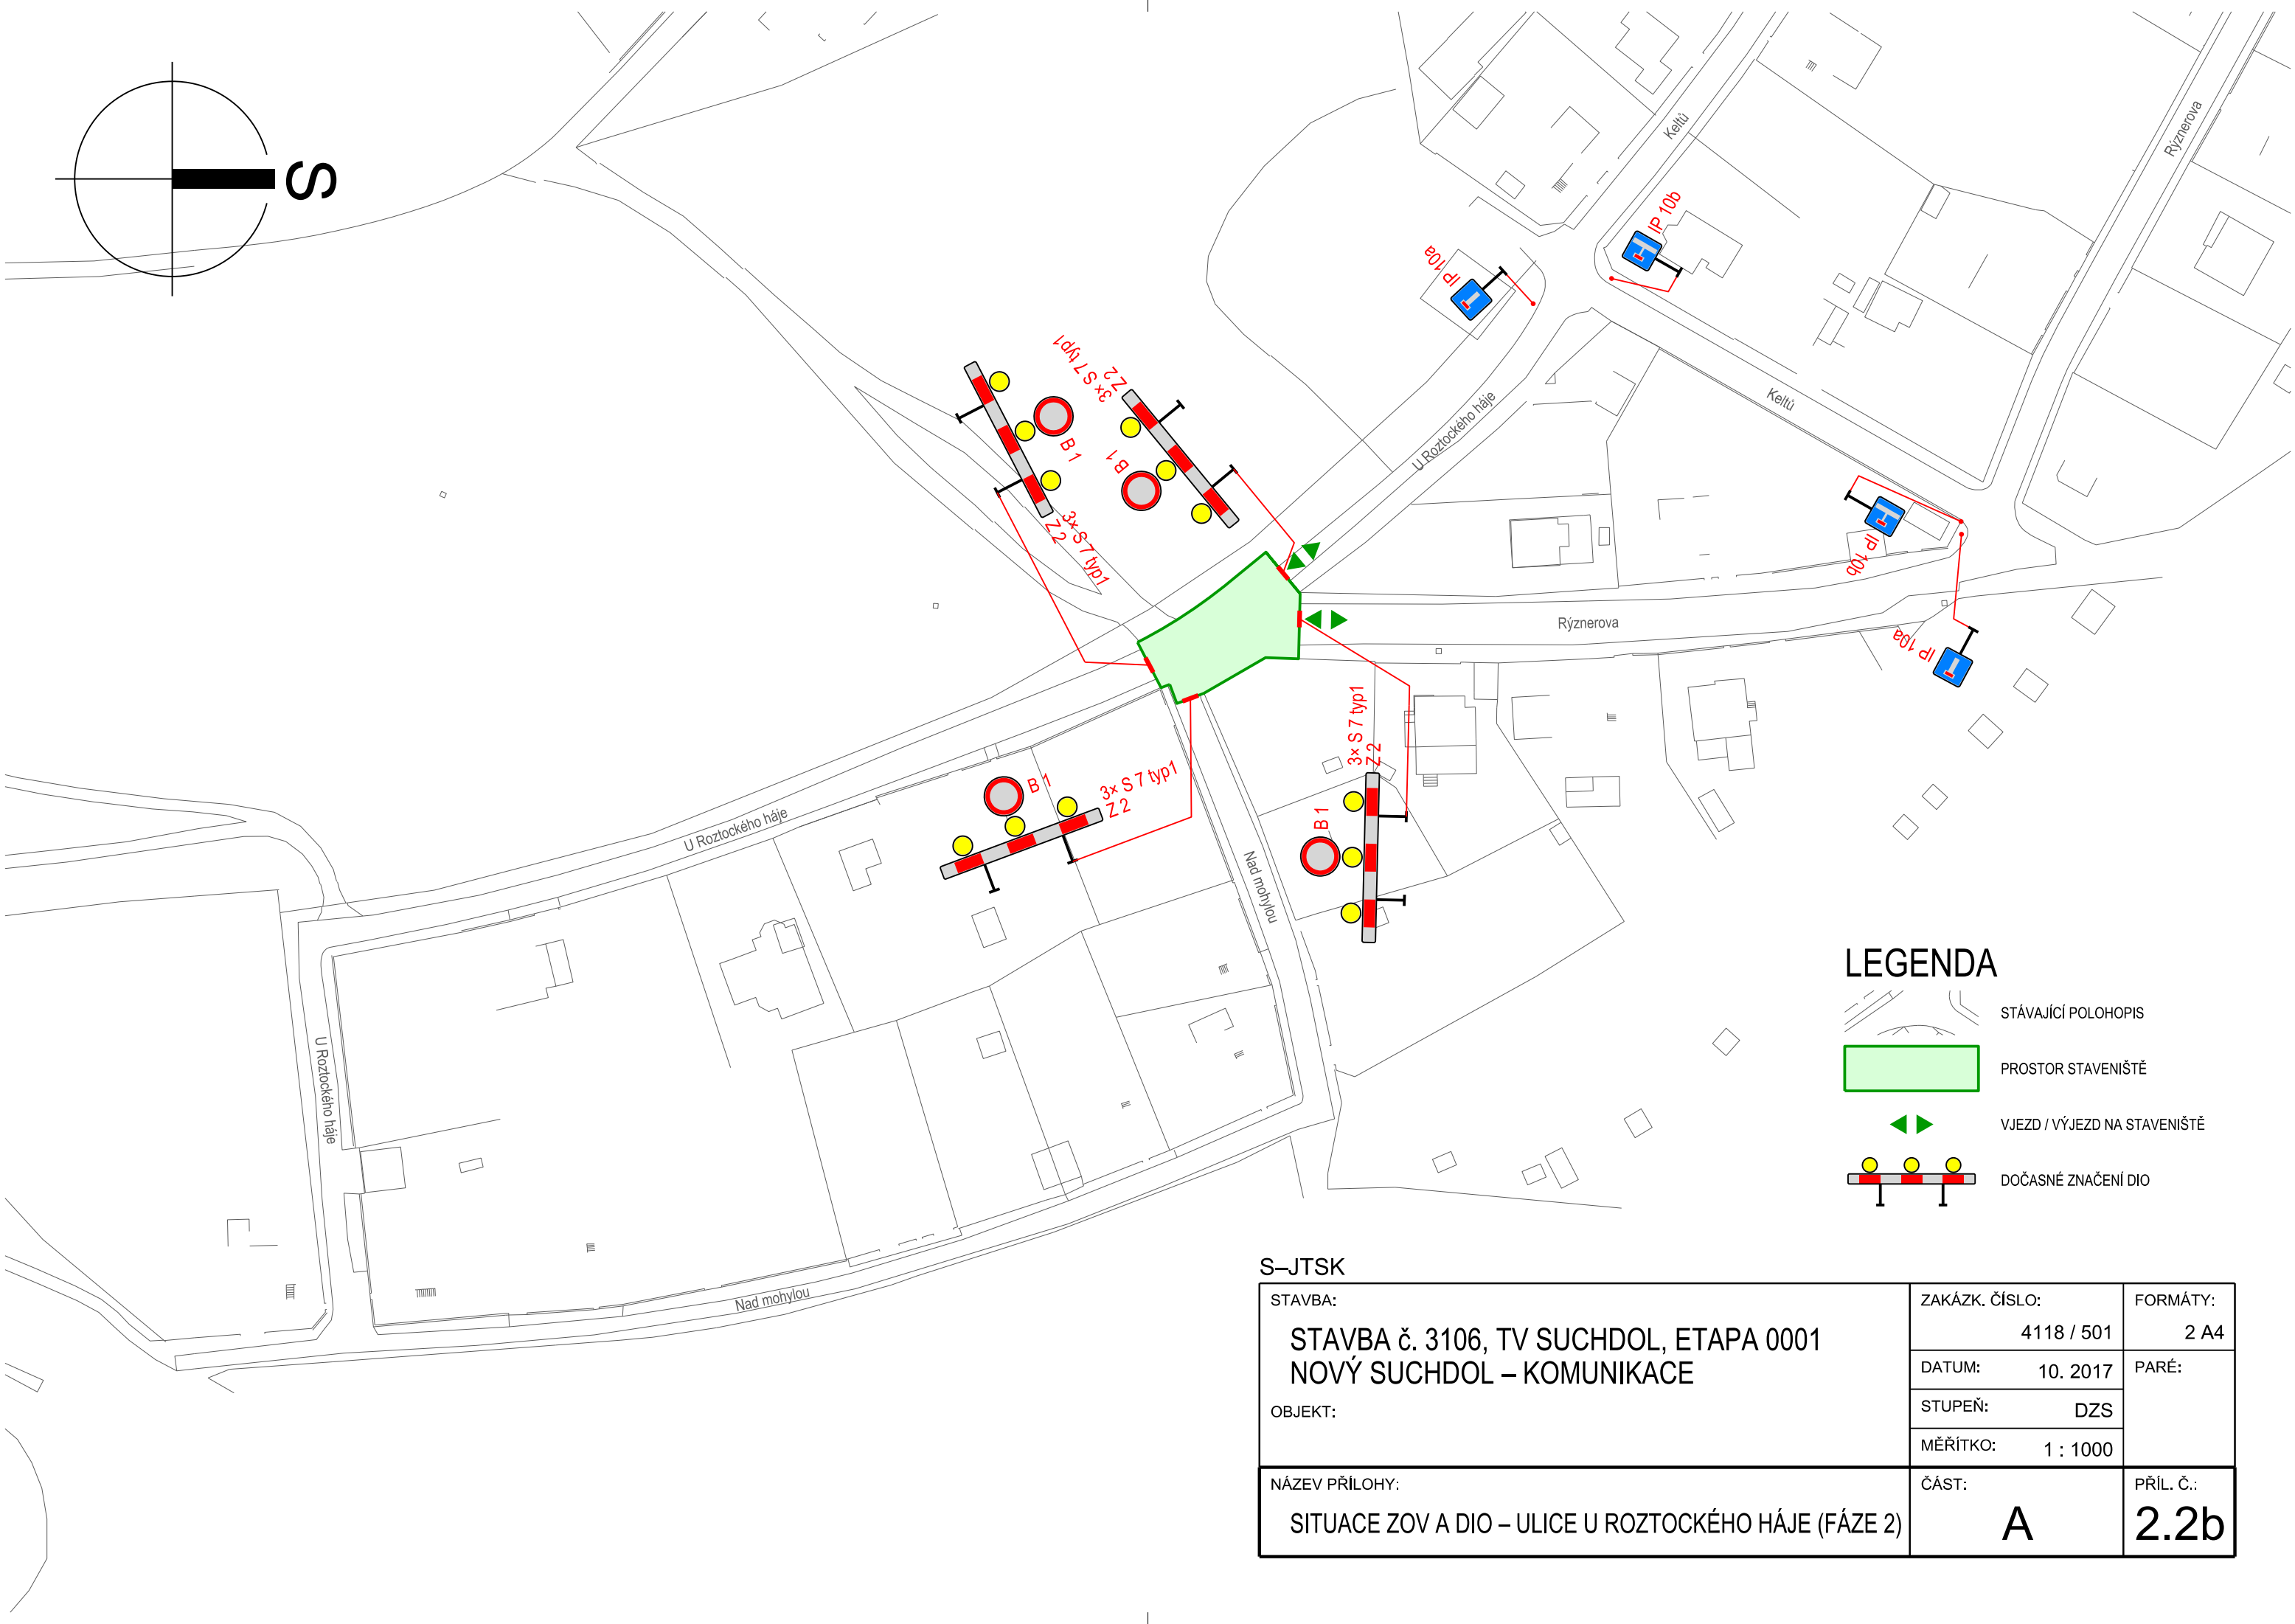 S
Keltů
Rýznerova
IP 10b
IP 10a
3× S 7 typ1
Z 2
B 1
B 1
Z 2
3× S 7 typ1
U Roztockého háje
Keltů
IP 10b
Rýznerova
IP 10a
3× S 7 typ1
Z 2
B 1
B 1
3× S 7 typ1
Z 2
U Roztockého háje
Nad mohylou
U Roztockého háje
Nad mohylou
LEGENDA
STÁVAJÍCÍ POLOHOPIS
PROSTOR STAVENIŠTĚ
VJEZD / VÝJEZD NA STAVENIŠTĚ
DOČASNÉ ZNAČENÍ DIO
S–JTSK
STAVBA:
STAVBA č. 3106, TV SUCHDOL, ETAPA 0001
NOVÝ SUCHDOL – KOMUNIKACE
OBJEKT:
ZAKÁZK. ČÍSLO:
4118 / 501
FORMÁTY:
2 A4
DATUM: 10. 2017
PARÉ:
STUPEŇ: DZS
MĚŘÍTKO: 1 : 1000
NÁZEV PŘÍLOHY:
SITUACE ZOV A DIO – ULICE U ROZTOCKÉHO HÁJE (FÁZE 2)
ČÁST:
A
PŘÍL. Č.:
2.2b